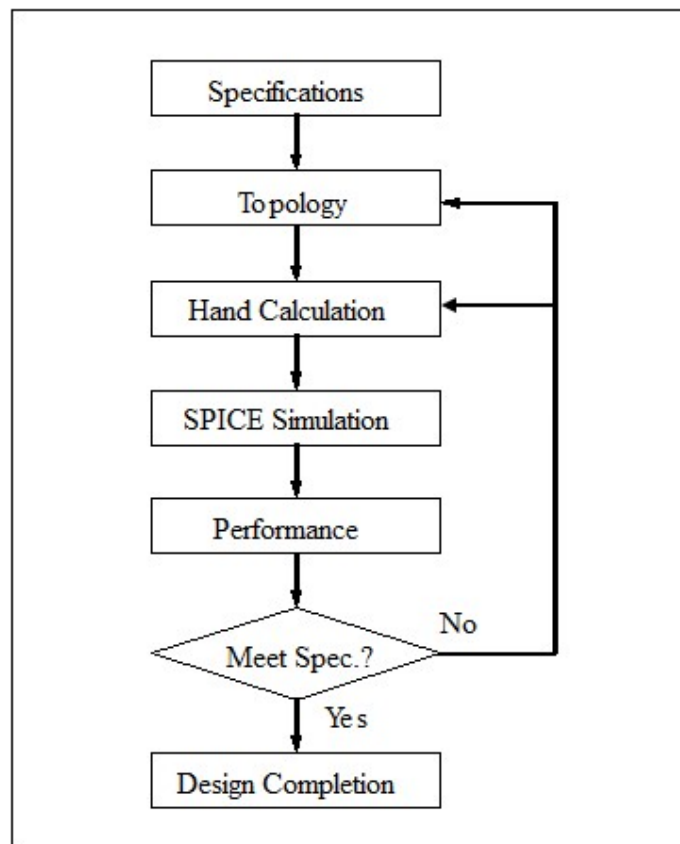 Specifications
Topology
Hand Calculation
SPICE Simulation
Performance
No
Meet Spec.?
Yes
Design Completion